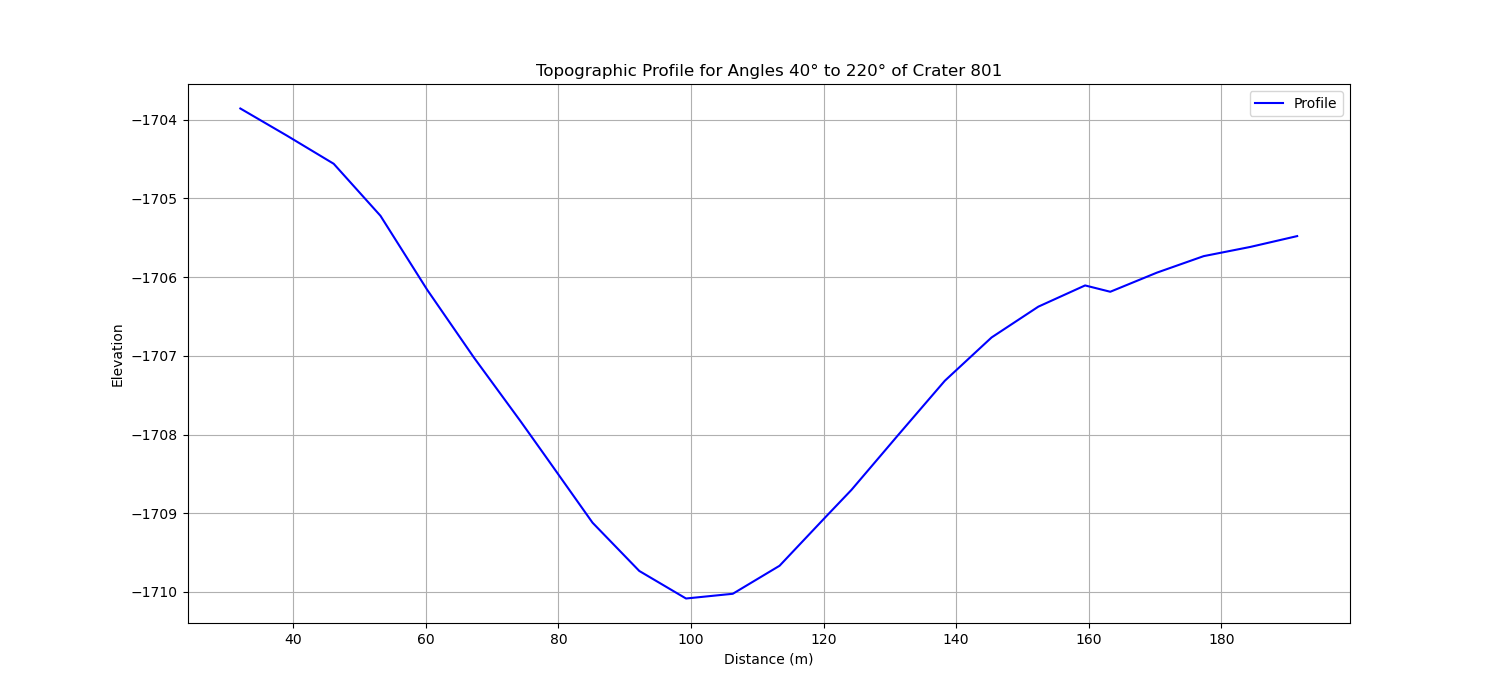 Topographic Profile for Angles 40° to 220° of Crater 801
Profile
−1704
−1705
−1706
−1707
−1708
−1709
−1710
Elevation
40 60 80 100 120 140 160 180
Distance (m)